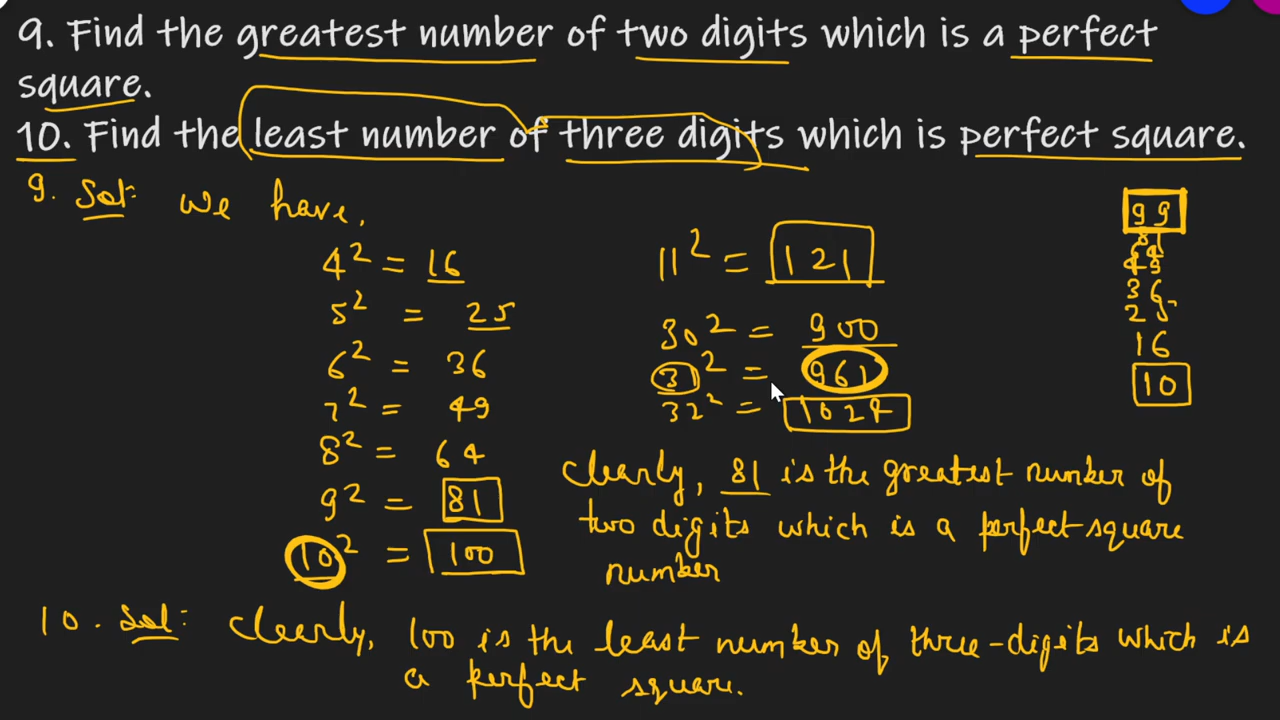 9. Find the greatest number of two digits which is a perfect
square.
10. Find the least number of three digits which is perfect square.
9. Sol: we have,
4² = 16
5² = 25
6² = 36
7² = 49
8² = 64
9² = 81
10² = 100
11² = 121
30² = 900
31² = 961
32² = 1024
99
81
64
49
36
25
16
10
Clearly, 81 is the greatest number of
two digits which is a perfect square
number
10. Sol: Clearly, 100 is the least number of three-digits which is
a perfect square.